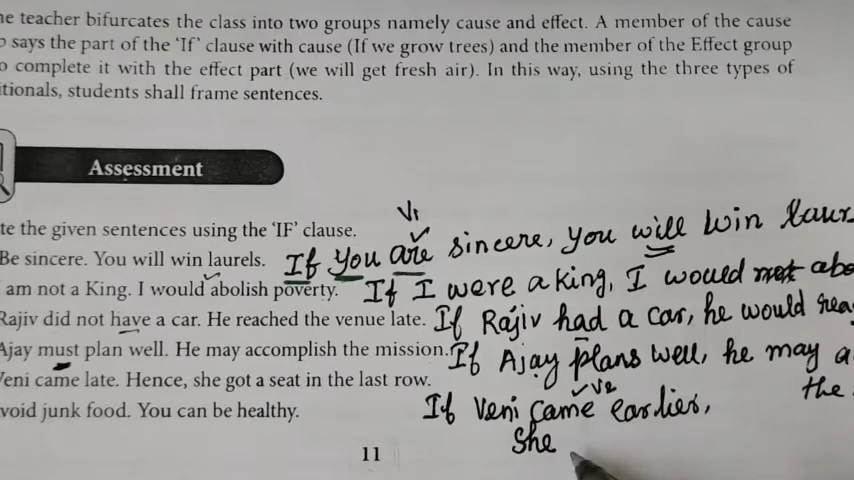 he teacher bifurcates the class into two groups namely cause and effect. A member of the cause
o says the part of the 'If' clause with cause (If we grow trees) and the member of the Effect group
o complete it with the effect part (we will get fresh air). In this way, using the three types of
itionals, students shall frame sentences.
Assessment
V1
te the given sentences using the 'IF' clause.
Be sincere. You will win laurels. If you are sincere, you will win laur
am not a King. I would abolish poverty. If I were a king, I would not abo
Rajiv did not have a car. He reached the venue late. If Rajiv had a car, he would rea
Ajay must plan well. He may accomplish the mission. If Ajay plans well, he may a
the
Veni came late. Hence, she got a seat in the last row.
V2
void junk food. You can be healthy. If Veni came earlier,
She
11